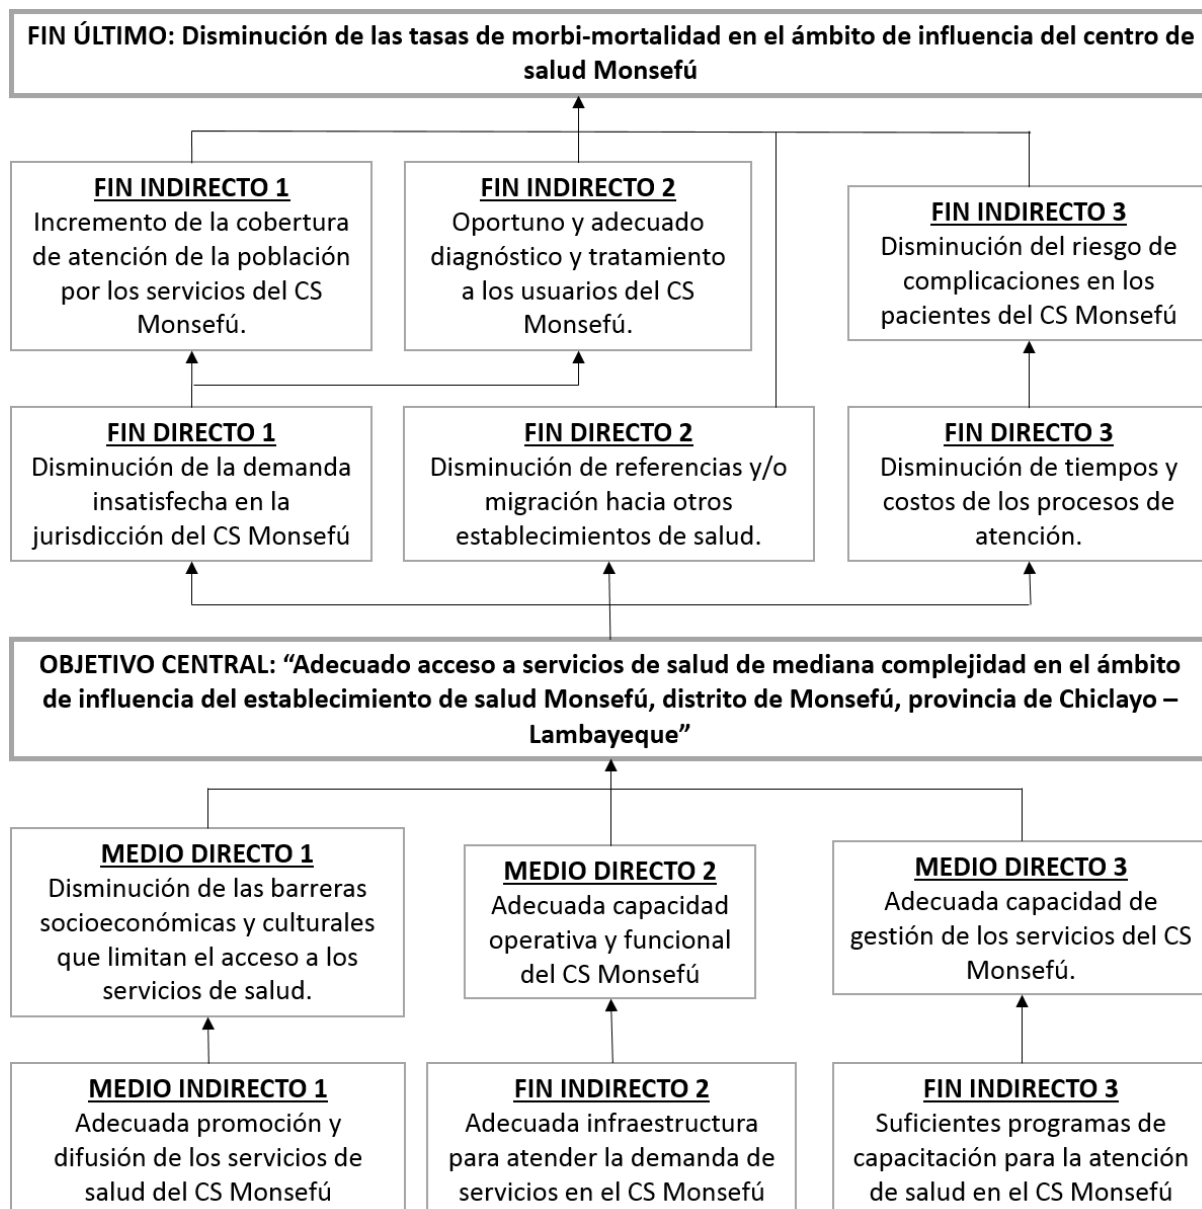 FIN ÚLTIMO: Disminución de las tasas de morbi-mortalidad en el ámbito de influencia del centro de
salud Monsefú
FIN INDIRECTO 1
Incremento de la cobertura
de atención de la población
por los servicios del CS
Monsefú.
FIN INDIRECTO 2
Oportuno y adecuado
diagnóstico y tratamiento
a los usuarios del CS
Monsefú.
FIN INDIRECTO 3
Disminución del riesgo de
complicaciones en los
pacientes del CS Monsefú
FIN DIRECTO 1
Disminución de la demanda
insatisfecha en la
jurisdicción del CS Monsefú
FIN DIRECTO 2
Disminución de referencias y/o
migración hacia otros
establecimientos de salud.
FIN DIRECTO 3
Disminución de tiempos y
costos de los procesos de
atención.
OBJETIVO CENTRAL: “Adecuado acceso a servicios de salud de mediana complejidad en el ámbito
de influencia del establecimiento de salud Monsefú, distrito de Monsefú, provincia de Chiclayo –
Lambayeque”
MEDIO DIRECTO 1
Disminución de las barreras
socioeconómicas y culturales
que limitan el acceso a los
servicios de salud.
MEDIO DIRECTO 2
Adecuada capacidad
operativa y funcional
del CS Monsefú
MEDIO DIRECTO 3
Adecuada capacidad de
gestión de los servicios del CS
Monsefú.
MEDIO INDIRECTO 1
Adecuada promoción y
difusión de los servicios de
salud del CS Monsefú
FIN INDIRECTO 2
Adecuada infraestructura
para atender la demanda de
servicios en el CS Monsefú
FIN INDIRECTO 3
Suficientes programas de
capacitación para la atención
de salud en el CS Monsefú